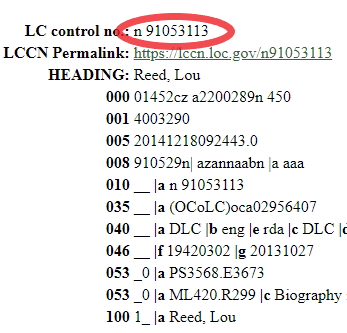 LC control no.: n 91053113
LCCN Permalink: https://lccn.loc.gov/n91053113
HEADING: Reed, Lou
000 01452cz a2200289n 450
001 4003290
005 20141218092443.0
008 910529n| azannaabn |a aaa
010 __ |a n 91053113
035 __ |a (OCoLC)oca02956407
040 __ |a DLC |b eng |e rda |c DLC |d
046 __ |f 19420302 |g 20131027
053 _0 |a PS3568.E3673
053 _0 |a ML420.R299 |c Biography
100 1_ |a Reed, Lou